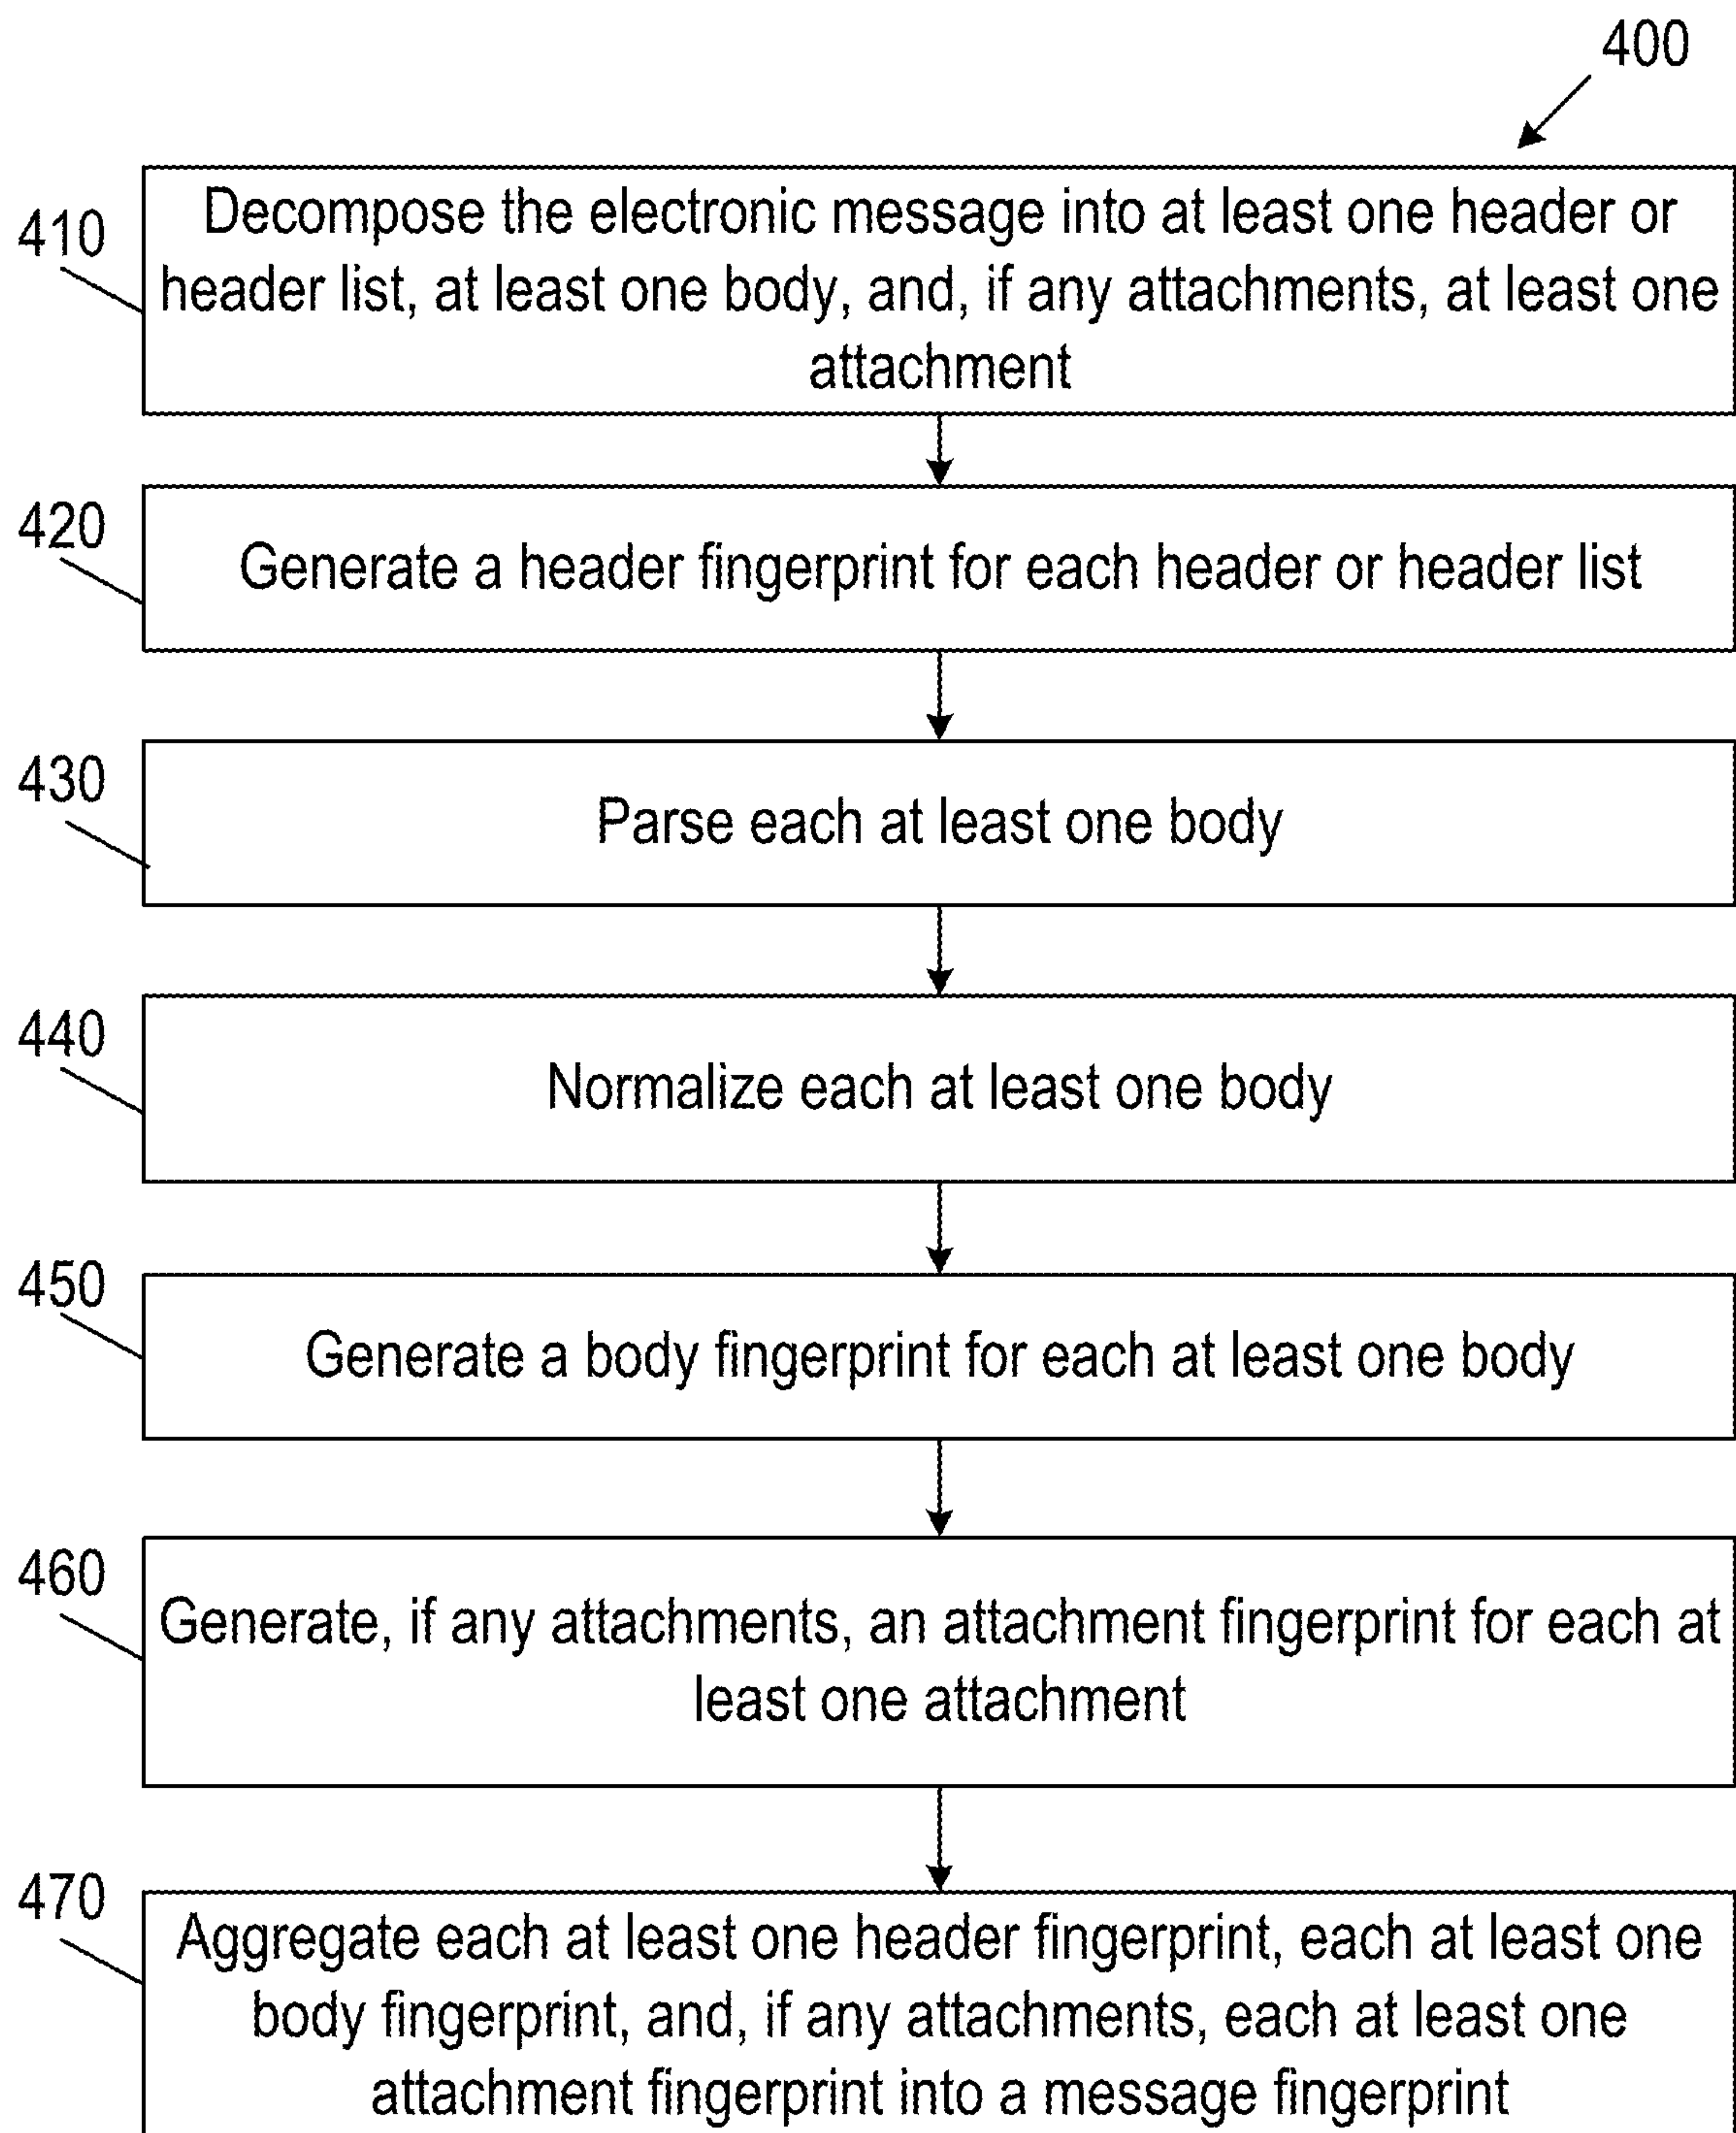 400
410
Decompose the electronic message into at least one header or
header list, at least one body, and, if any attachments, at least one
attachment
420
Generate a header fingerprint for each header or header list
430
Parse each at least one body
440
Normalize each at least one body
450
Generate a body fingerprint for each at least one body
460
Generate, if any attachments, an attachment fingerprint for each at
least one attachment
470
Aggregate each at least one header fingerprint, each at least one
body fingerprint, and, if any attachments, each at least one
attachment fingerprint into a message fingerprint